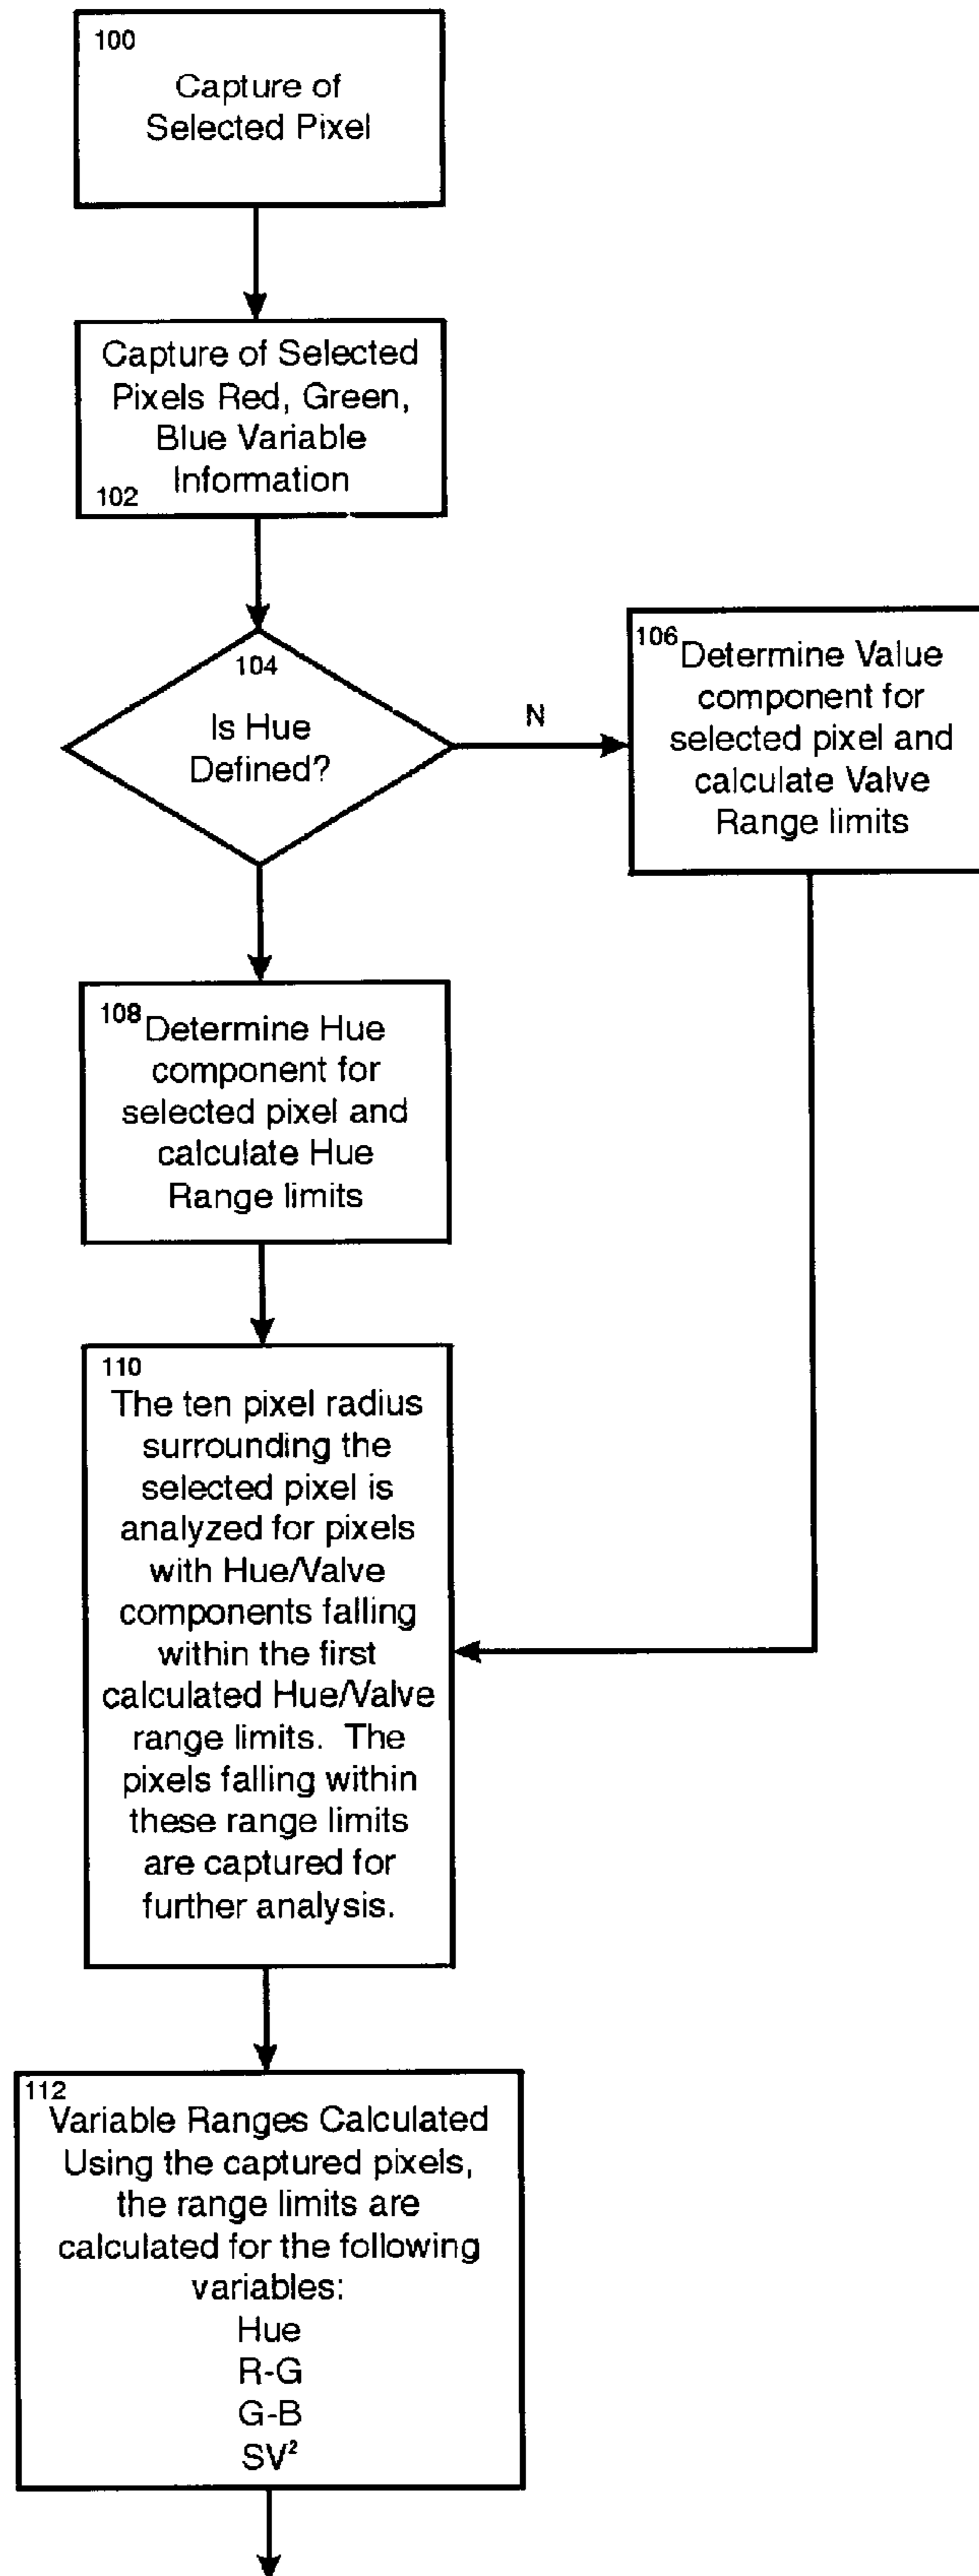 100
Capture of
Selected Pixel
Capture of Selected
Pixels Red, Green,
Blue Variable
Information
102
104
Is Hue
Defined?
N
106
Determine Value
component for
selected pixel and
calculate Valve
Range limits
108
Determine Hue
component for
selected pixel and
calculate Hue
Range limits
110
The ten pixel radius
surrounding the
selected pixel is
analyzed for pixels
with Hue/Valve
components falling
within the first
calculated Hue/Valve
range limits. The
pixels falling within
these range limits
are captured for
further analysis.
112
Variable Ranges Calculated
Using the captured pixels,
the range limits are
calculated for the following
variables:
Hue
R-G
G-B
SV²